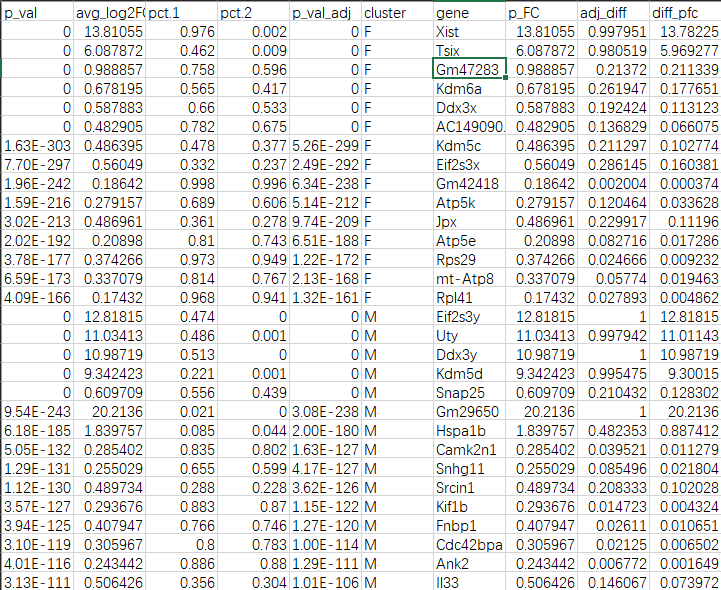 p_val avg_log2F( pct.1 pct.2 p_val_adj cluster gene p_FC adj_diff diff_pfc
0 13.81055 0.976 0.002 0 F Xist 13.81055 0.997951 13.78225
0 6.087872 0.462 0.009 0 F Tsix 6.087872 0.980519 5.969277
0 0.988857 0.758 0.596 0 F Gm47283 0.988857 0.21372 0.211339
0 0.678195 0.565 0.417 0 F Kdm6a 0.678195 0.261947 0.177651
0 0.587883 0.66 0.533 0 F Ddx3x 0.587883 0.192424 0.113123
0 0.482905 0.782 0.675 0 F AC149090. 0.482905 0.136829 0.066075
1.63E-303 0.486395 0.478 0.377 5.26E-299 F Kdm5c 0.486395 0.211297 0.102774
7.70E-297 0.56049 0.332 0.237 2.49E-292 F Eif2s3x 0.56049 0.286145 0.160381
1.96E-242 0.18642 0.998 0.996 6.34E-238 F Gm42418 0.18642 0.002004 0.000374
1.59E-216 0.279157 0.689 0.606 5.14E-212 F Atp5k 0.279157 0.120464 0.033628
3.02E-213 0.486961 0.361 0.278 9.74E-209 F Jpx 0.486961 0.229917 0.11196
2.02E-192 0.20898 0.81 0.743 6.51E-188 F Atp5e 0.20898 0.082716 0.017286
3.78E-177 0.374266 0.973 0.949 1.22E-172 F Rps29 0.374266 0.024666 0.009232
6.59E-173 0.337079 0.814 0.767 2.13E-168 F mt-Atp8 0.337079 0.05774 0.019463
4.09E-166 0.17432 0.968 0.941 1.32E-161 F Rpl41 0.17432 0.027893 0.004862
0 12.81815 0.474 0 0 M Eif2s3y 12.81815 1 12.81815
0 11.03413 0.486 0.001 0 M Uty 11.03413 0.997942 11.01143
0 10.98719 0.513 0 0 M Ddx3y 10.98719 1 10.98719
0 9.342423 0.221 0.001 0 M Kdm5d 9.342423 0.995475 9.30015
0 0.609709 0.556 0.439 0 M Snap25 0.609709 0.210432 0.128302
9.54E-243 20.2136 0.021 0 3.08E-238 M Gm29650 20.2136 1 20.2136
6.18E-185 1.839757 0.085 0.044 2.00E-180 M Hspa1b 1.839757 0.482353 0.887412
5.05E-132 0.285402 0.835 0.802 1.63E-127 M Camk2n1 0.285402 0.039521 0.011279
1.29E-131 0.255029 0.655 0.599 4.17E-127 M Snhg11 0.255029 0.085496 0.021804
1.12E-130 0.489734 0.288 0.228 3.62E-126 M Srcin1 0.489734 0.208333 0.102028
3.57E-127 0.293676 0.883 0.87 1.15E-122 M Kif1b 0.293676 0.014723 0.004324
3.94E-125 0.407947 0.766 0.746 1.27E-120 M Fnbp1 0.407947 0.02611 0.010651
3.10E-119 0.305967 0.8 0.783 1.00E-114 M Cdc42bpa 0.305967 0.02125 0.006502
4.01E-116 0.243442 0.886 0.88 1.29E-111 M Ank2 0.243442 0.006772 0.001649
3.13E-111 0.506426 0.356 0.304 1.01E-106 M Il33 0.506426 0.146067 0.073972